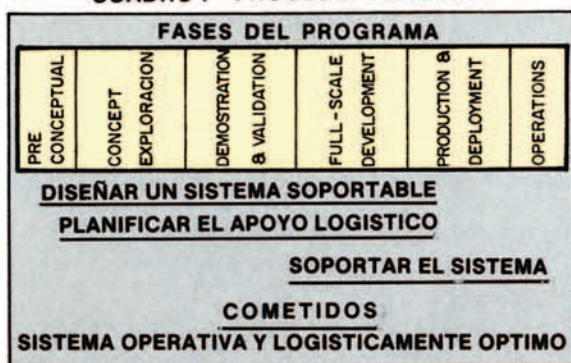 FASES DEL PROGRAMA
PRE
CONCEPTUAL
CONCEPT
EXPLORACION
DEMOSTRATION
& VALIDATION
FULL-SCALE
DEVELOPMENT
PRODUCTION &
DEPLOYMENT
OPERATIONS
DISEÑAR UN SISTEMA SOPORTABLE
PLANIFICAR EL APOYO LOGISTICO
SOPORTAR EL SISTEMA
COMETIDOS
SISTEMA OPERATIVA Y LOGISTICAMENTE OPTIMO